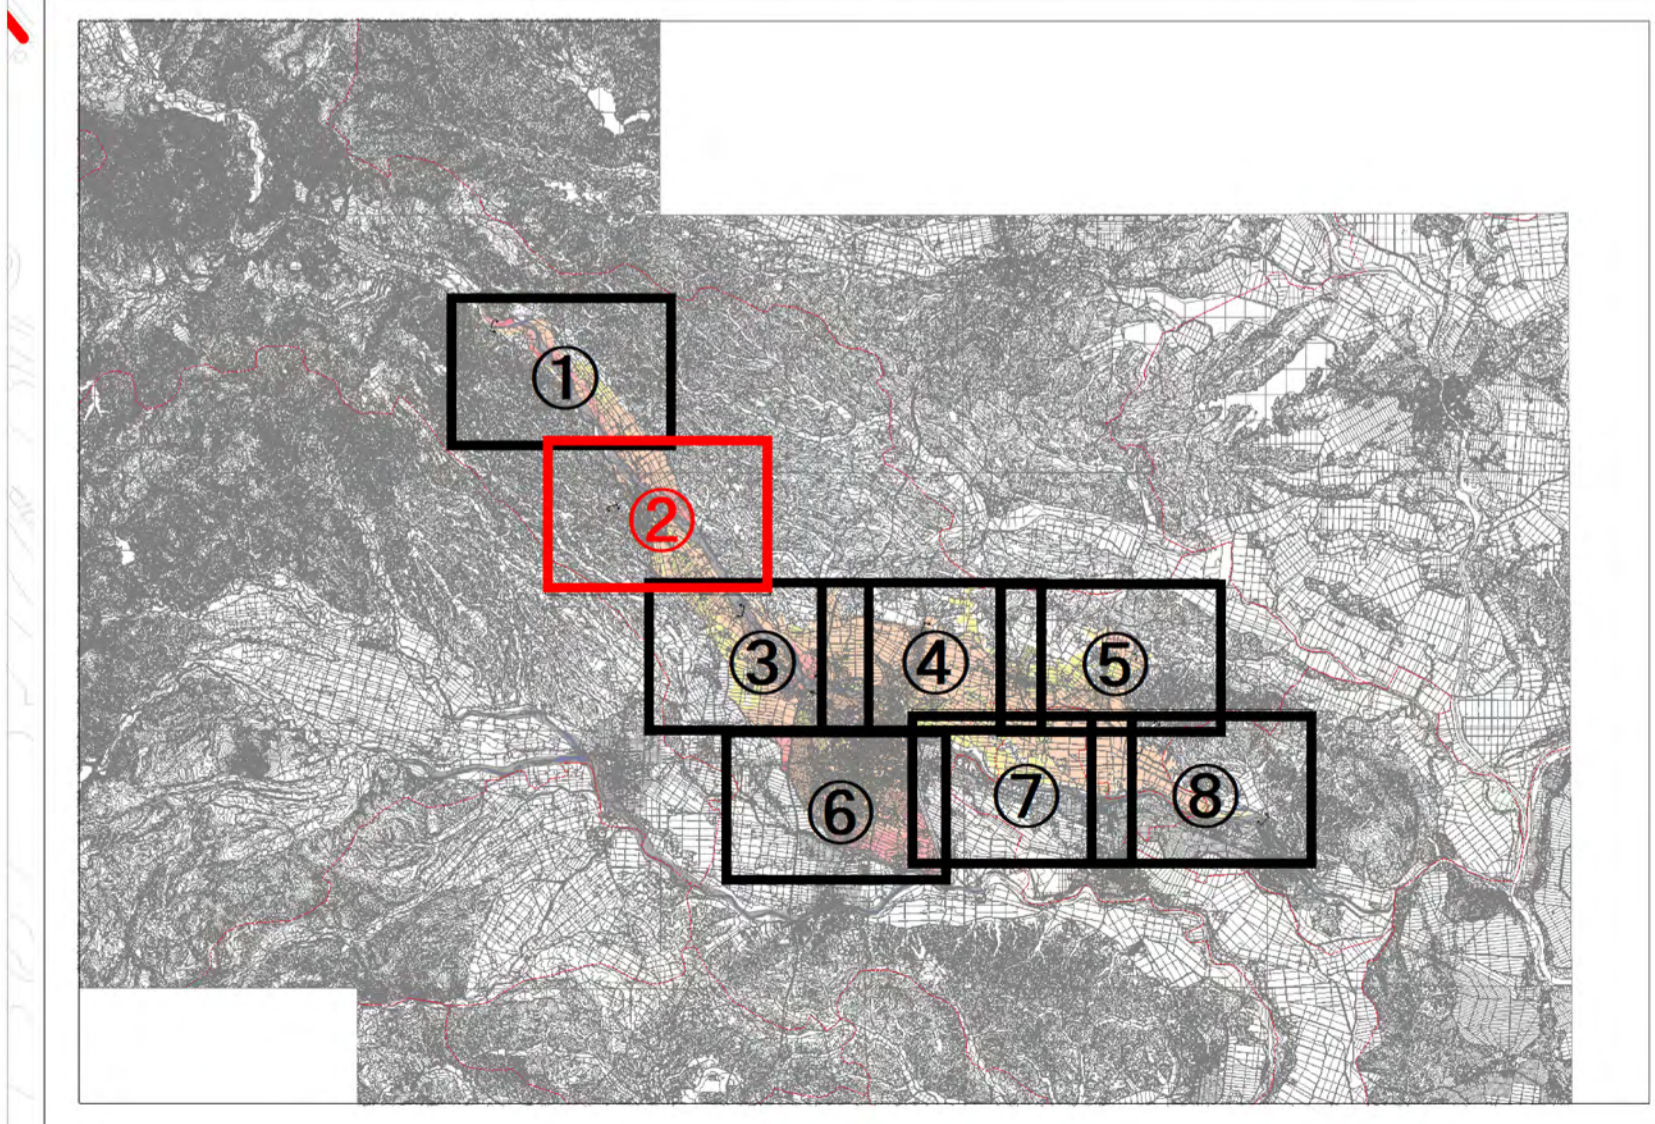 ①
②
③ ④ ⑤
⑥ ⑦ ⑧